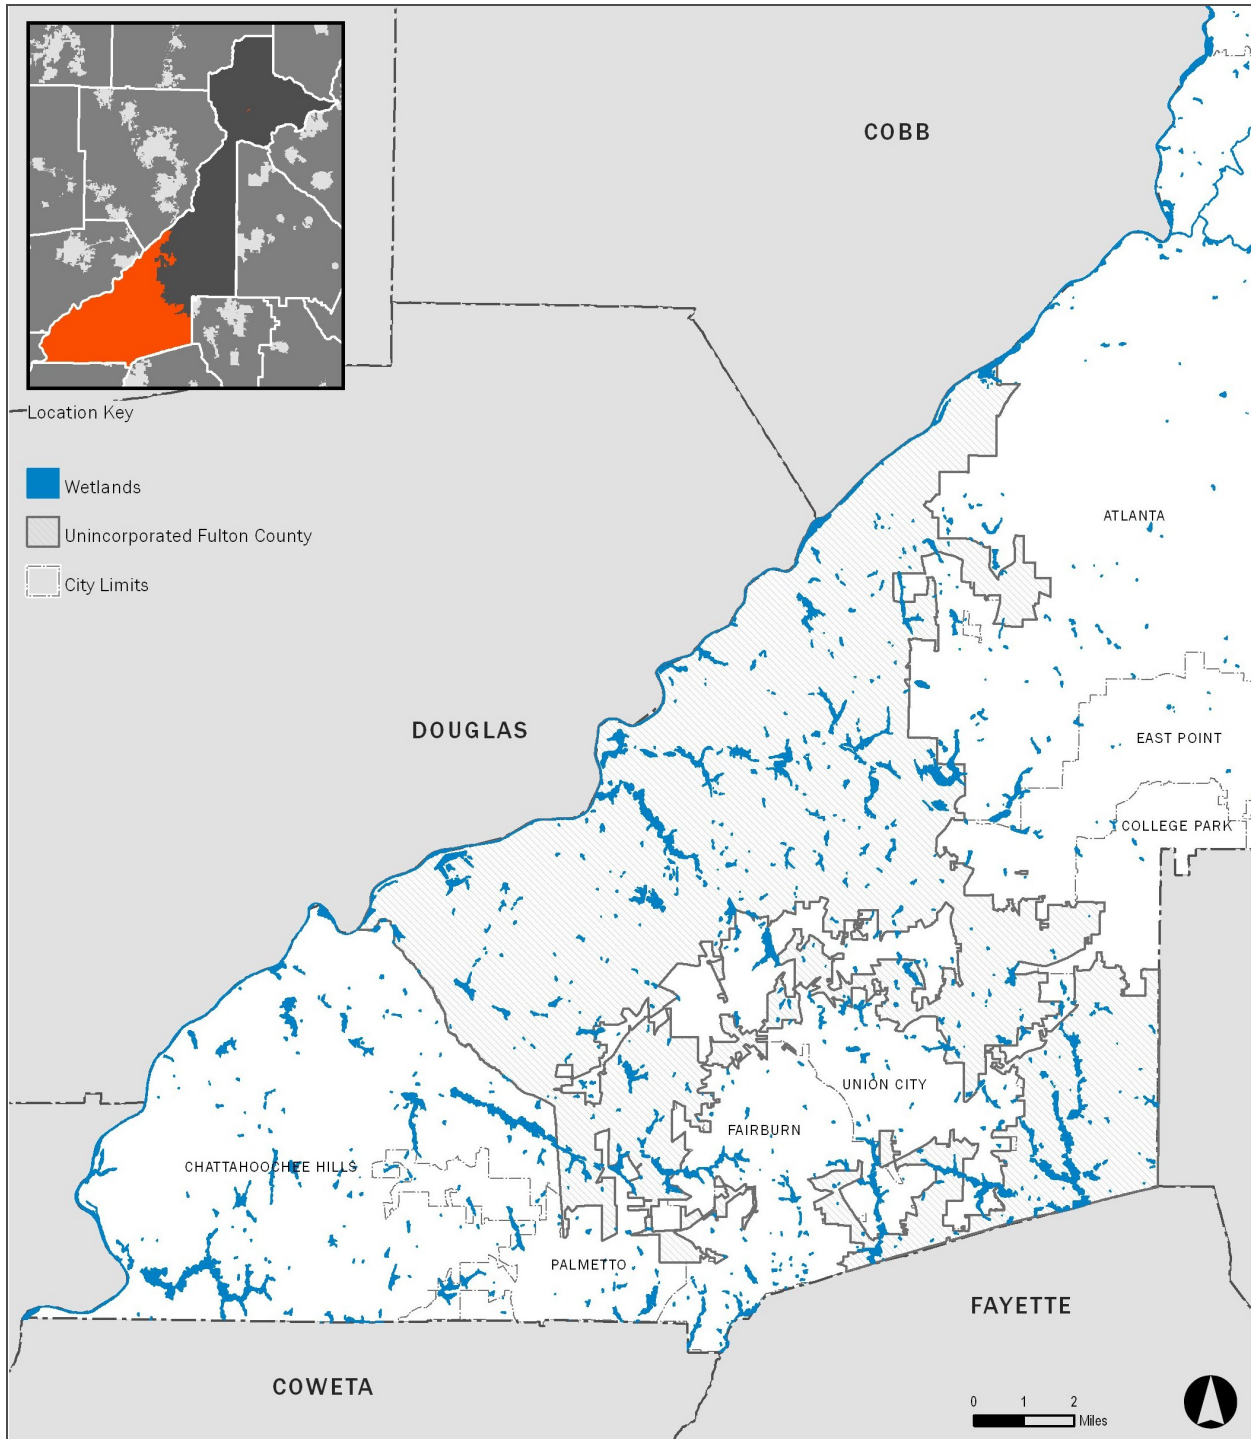 COBB
Location Key
Wetlands
Unincorporated Fulton County
City Limits
ATLANTA
DOUGLAS
EAST POINT
COLLEGE PARK
UNION CITY
FAIRBURN
CHATTAHOOCHEE HILLS
PALMETTO
FAYETTE
COWETA
0 1 2
Miles